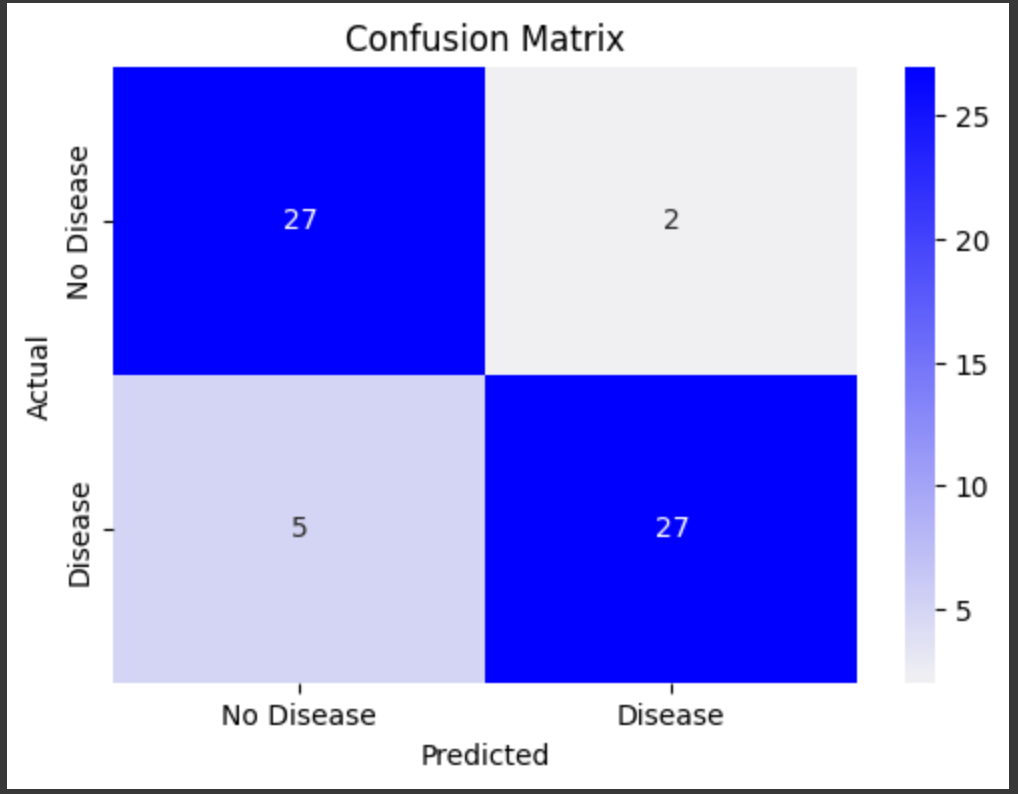 Confusion Matrix
No Disease
27
2
Disease
5
27
Actual
No Disease
Disease
Predicted
25
20
15
10
5